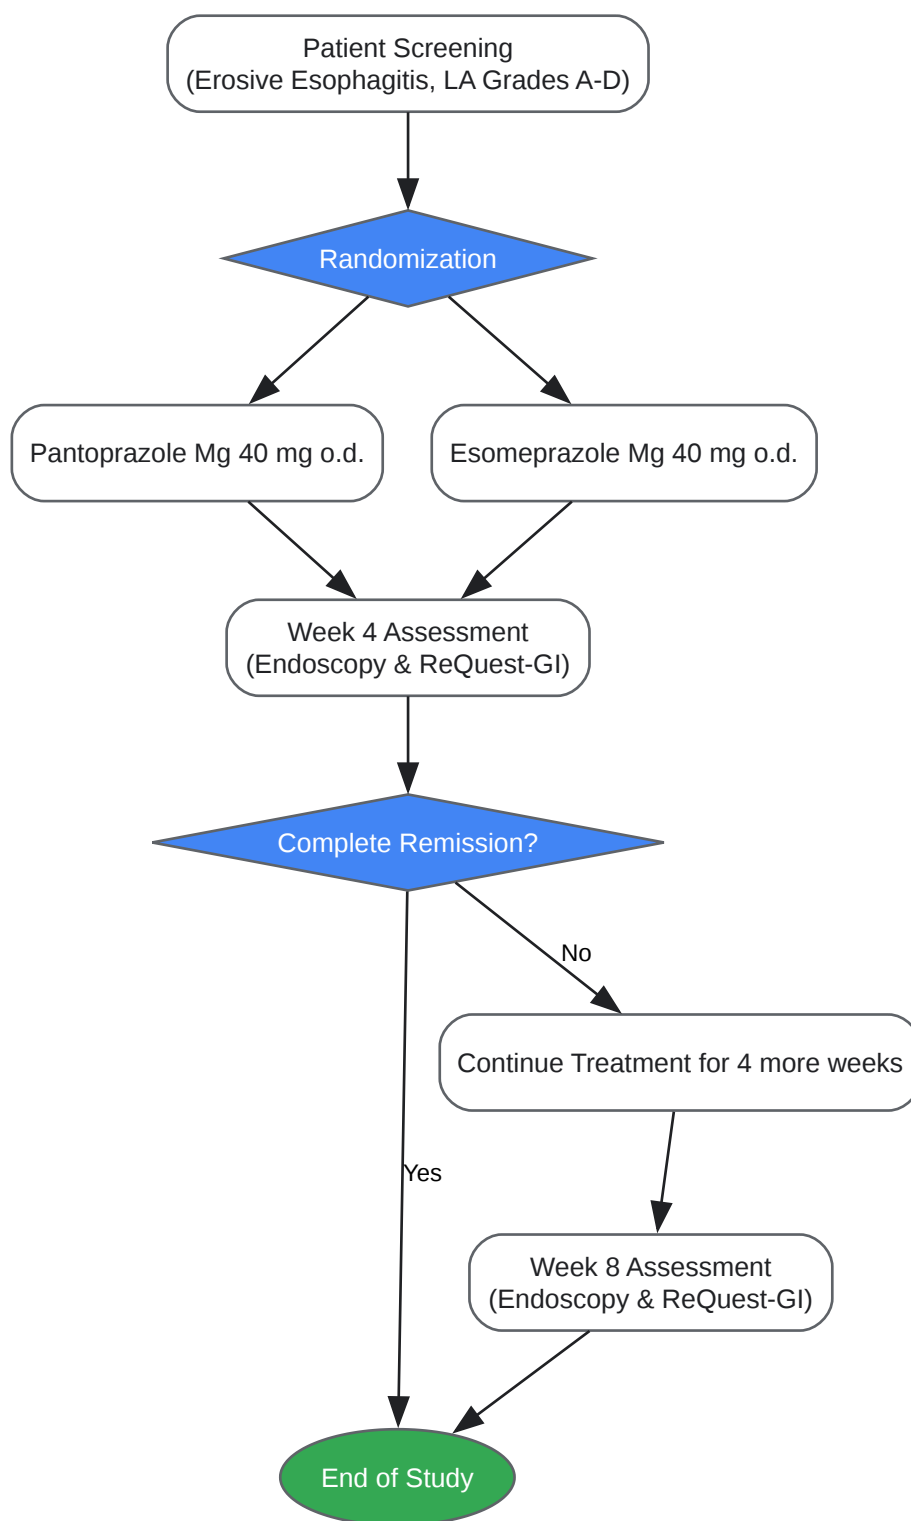 Patient Screening
(Erosive Esophagitis, LA Grades A-D)
Randomization
Pantoprazole Mg 40 mg o.d.
Esomeprazole Mg 40 mg o.d.
Week 4 Assessment
(Endoscopy & ReQuest-GI)
Complete Remission?
No
Continue Treatment for 4 more weeks
Yes
Week 8 Assessment
(Endoscopy & ReQuest-GI)
End of Study